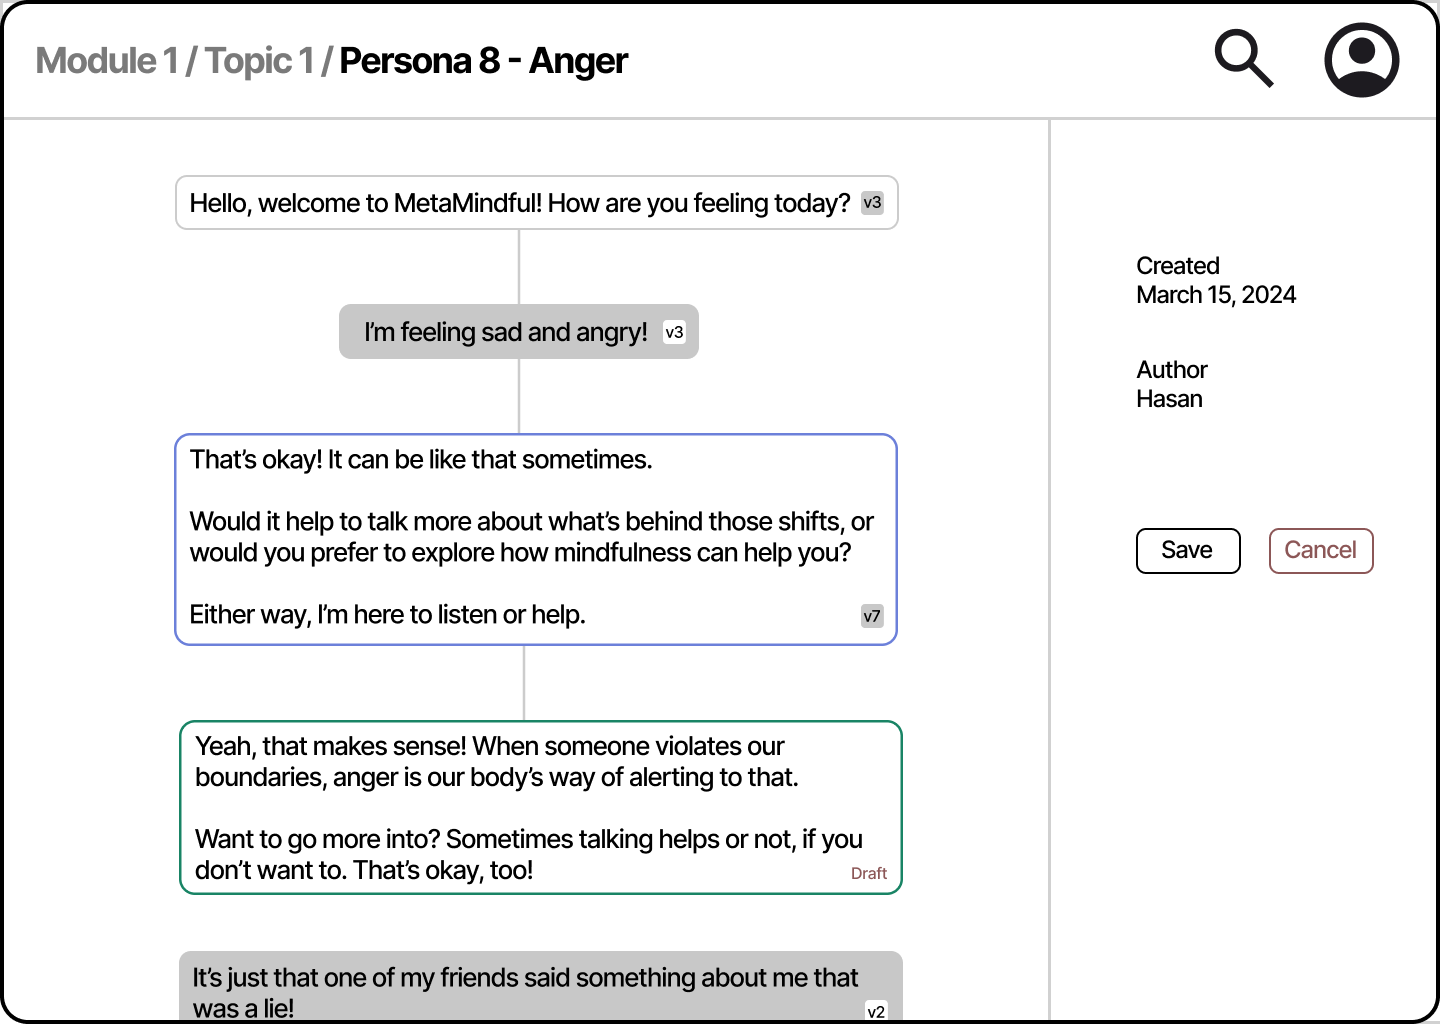 Module 1 / Topic 1 / Persona 8 - Anger
Hello, welcome to MetaMindful! How are you feeling today? v3
I’m feeling sad and angry! v3
That’s okay! It can be like that sometimes.
Would it help to talk more about what’s behind those shifts, or
would you prefer to explore how mindfulness can help you?
Either way, I’m here to listen or help. v7
Yeah, that makes sense! When someone violates our
boundaries, anger is our body’s way of alerting to that.
Want to go more into? Sometimes talking helps or not, if you
don’t want to. That’s okay, too! Draft
It’s just that one of my friends said something about me that
was a lie! v2
Created
March 15, 2024
Author
Hasan
Save Cancel